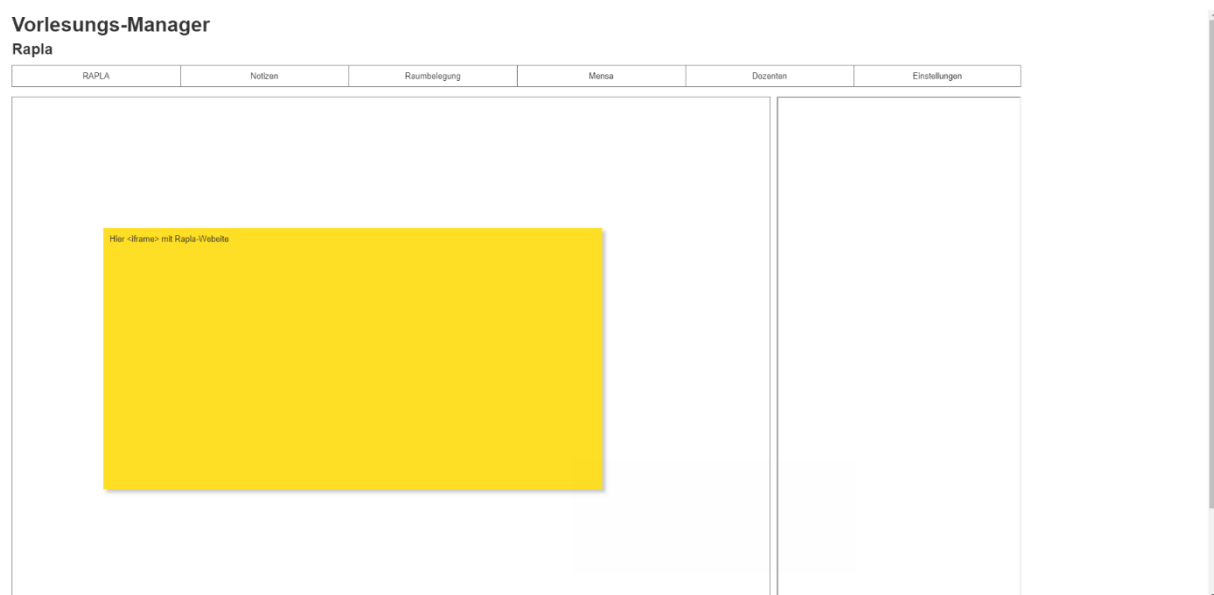 Vorlesungs-Manager
Rapla
RAPLA Notizen Raumbelegung Mensa Dozenten Einstellungen
Hier <iframe> mit Rapla-Webeite